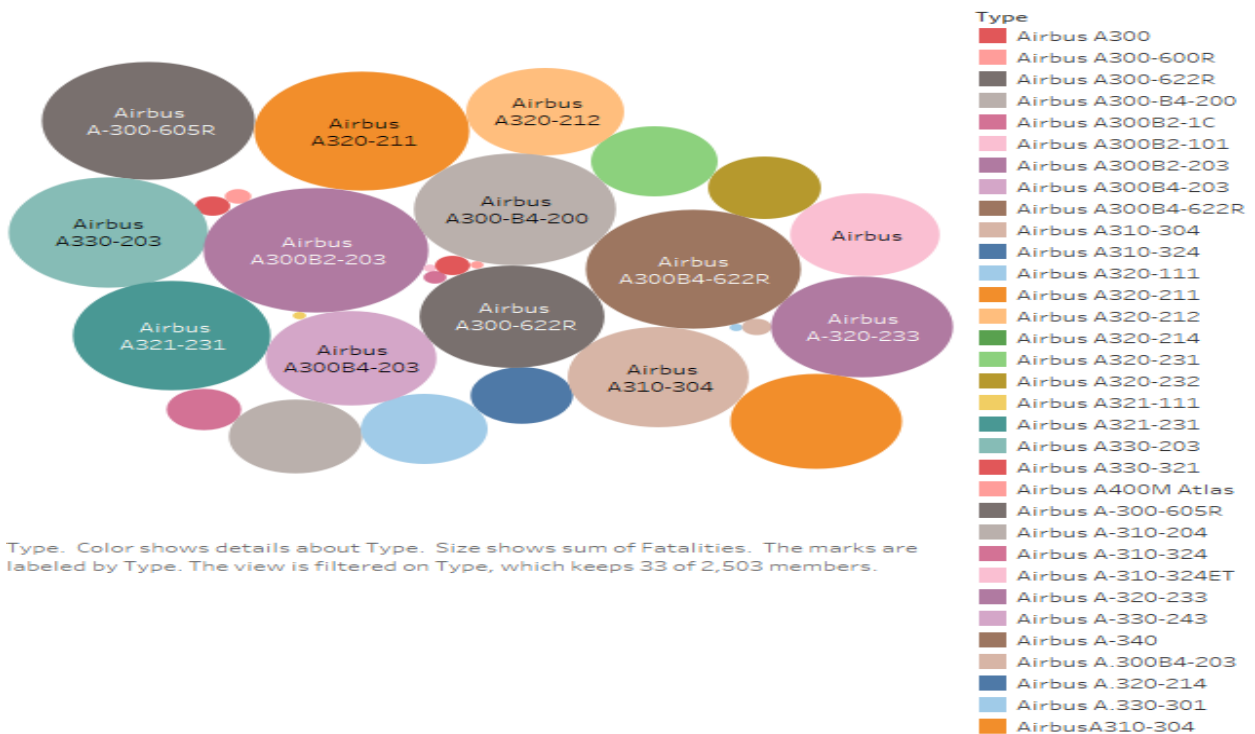 Airbus
A-300-605R
Airbus
A320-211
Airbus
A320-212
Airbus
A330-203
Airbus
A300B2-203
Airbus
A300-B4-200
Airbus
A300B4-622R
Airbus
Airbus
A321-231
Airbus
A300B4-203
Airbus
A300-622R
Airbus
A310-304
Airbus
A-320-233
Type. Color shows details about Type. Size shows sum of Fatalities. The marks are
labeled by Type. The view is filtered on Type, which keeps 33 of 2,503 members.
Type
Airbus A300
Airbus A300-600R
Airbus A300-622R
Airbus A300-B4-200
Airbus A300B2-1C
Airbus A300B2-101
Airbus A300B2-203
Airbus A300B4-203
Airbus A300B4-622R
Airbus A310-304
Airbus A310-324
Airbus A320-111
Airbus A320-211
Airbus A320-212
Airbus A320-214
Airbus A320-231
Airbus A320-232
Airbus A321-111
Airbus A321-231
Airbus A330-203
Airbus A330-321
Airbus A400M Atlas
Airbus A-300-605R
Airbus A-310-204
Airbus A-310-324
Airbus A-310-324ET
Airbus A-320-233
Airbus A-330-243
Airbus A-340
Airbus A.300B4-203
Airbus A.320-214
Airbus A.330-301
AirbusA310-304